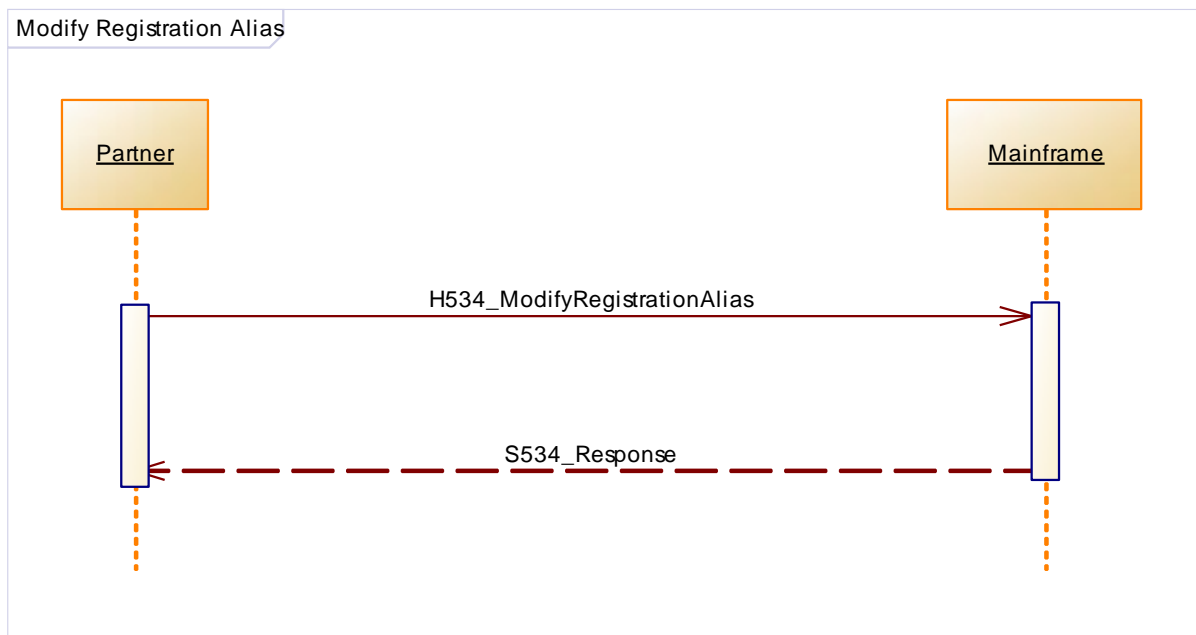 Modify Registration Alias
Partner
Mainframe
H534_ModifyRegistrationAlias
S534_Response